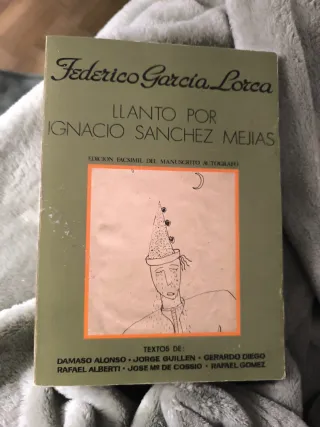 Federico García Lorca
LLANTO POR
IGNACIO SANCHEZ MEJIAS
EDICION FACSIMIL DEL MANUSCRITO AUTOGRAFO
TEXTOS DE:
DAMASO ALONSO • JORGE GUILLEN • GERARDO DIEGO
RAFAEL ALBERTI • JOSE Mª DE COSSIO • RAFAEL GOMEZ